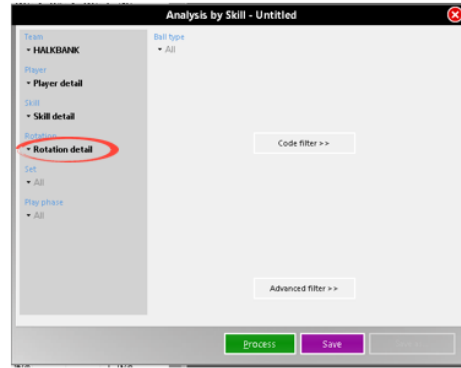 Analysis by Skill - Untitled
Team
HALKBANK
Player
Player detail
Skill
Skill detail
Rotation
Rotation detail
Set
All
Play phase
All
Ball type
All
Code filter >>
Advanced filter >>
Process
Save